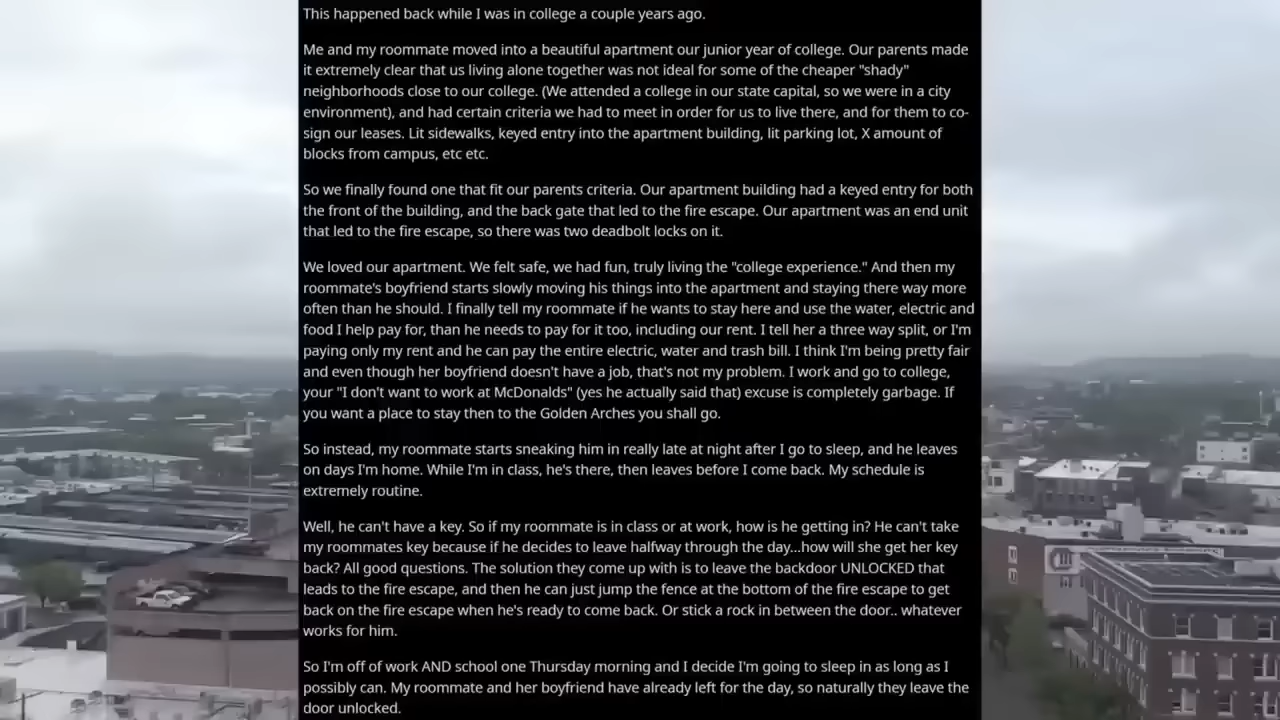 This happened back while I was in college a couple years ago.
Me and my roommate moved into a beautiful apartment our junior year of college. Our parents made
it extremely clear that us living alone together was not ideal for some of the cheaper "shady"
neighborhoods close to our college. (We attended a college in our state capital, so we were in a city
environment), and had certain criteria we had to meet in order for us to live there, and for them to co-
sign our leases. Lit sidewalks, keyed entry into the apartment building, lit parking lot, X amount of
blocks from campus, etc etc.
So we finally found one that fit our parents criteria. Our apartment building had a keyed entry for both
the front of the building, and the back gate that led to the fire escape. Our apartment was an end unit
that led to the fire escape, so there was two deadbolt locks on it.
We loved our apartment. We felt safe, we had fun, truly living the "college experience." And then my
roommate's boyfriend starts slowly moving his things into the apartment and staying there way more
often than he should. I finally tell my roommate if he wants to stay here and use the water, electric and
food I help pay for, than he needs to pay for it too, including our rent. I tell her a three way split, or I'm
paying only my rent and he can pay the entire electric, water and trash bill. I think I'm being pretty fair
and even though her boyfriend doesn't have a job, that's not my problem. I work and go to college,
your "I don't want to work at McDonalds" (yes he actually said that) excuse is completely garbage. If
you want a place to stay then to the Golden Arches you shall go.
So instead, my roommate starts sneaking him in really late at night after I go to sleep, and he leaves
on days I'm home. While I'm in class, he's there, then leaves before I come back. My schedule is
extremely routine.
Well, he can't have a key. So if my roommate is in class or at work, how is he getting in? He can't take
my roommates key because if he decides to leave halfway through the day...how will she get her key
back? All good questions. The solution they come up with is to leave the backdoor UNLOCKED that
leads to the fire escape, and then he can just jump the fence at the bottom of the fire escape to get
back on the fire escape when he's ready to come back. Or stick a rock in between the door.. whatever
works for him.
So I'm off of work AND school one Thursday morning and I decide I'm going to sleep in as long as I
possibly can. My roommate and her boyfriend have already left for the day, so naturally they leave the
door unlocked.